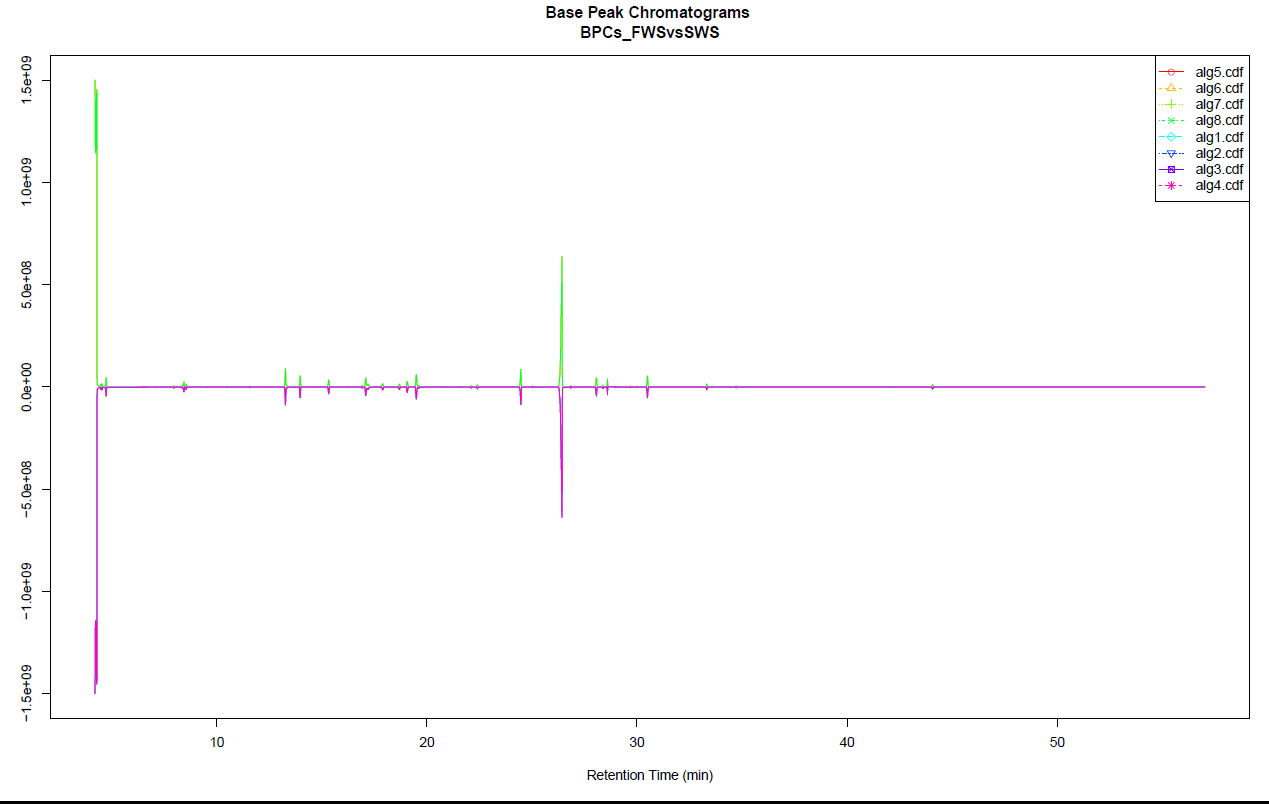 Base Peak Chromatograms
BPCs_FWSvsSWS
1.5e+09
1.0e+09
5.0e+08
0.0e+00
−5.0e+08
−1.0e+09
−1.5e+09
alg5.cdf
alg6.cdf
alg7.cdf
alg8.cdf
alg1.cdf
alg2.cdf
alg3.cdf
alg4.cdf
10 20 30 40 50
Retention Time (min)